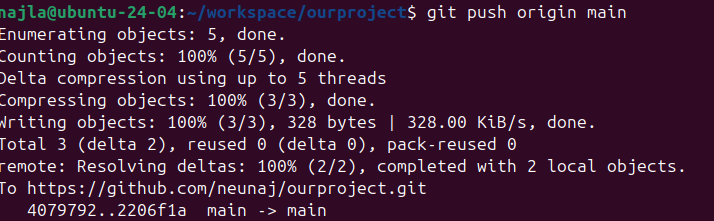 najla@ubuntu-24-04:~/workspace/ourproject$ git push origin main
Enumerating objects: 5, done.
Counting objects: 100% (5/5), done.
Delta compression using up to 5 threads
Compressing objects: 100% (3/3), done.
Writing objects: 100% (3/3), 328 bytes | 328.00 KiB/s, done.
Total 3 (delta 2), reused 0 (delta 0), pack-reused 0
remote: Resolving deltas: 100% (2/2), completed with 2 local objects.
To https://github.com/neunaj/ourproject.git
   4079792..2206f1a  main -> main